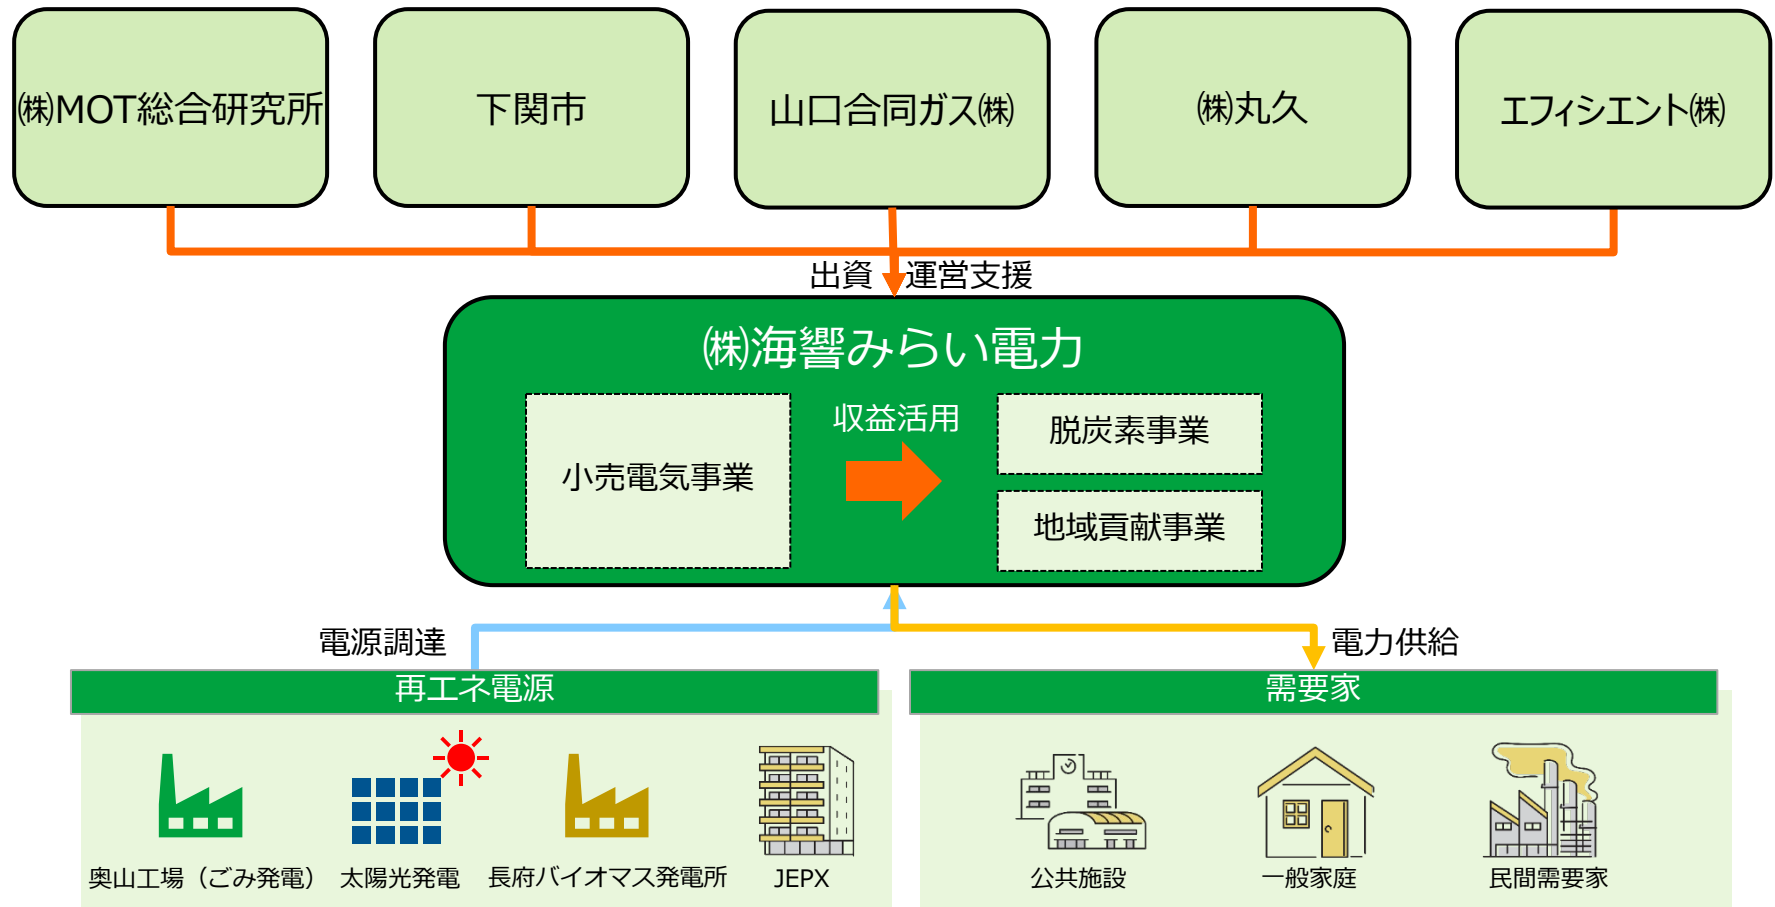 ㈱MOT総合研究所
下関市
山口合同ガス㈱
㈱丸久
エフィシエント㈱
出資
運営支援
㈱海響みらい電力
小売電気事業
収益活用
脱炭素事業
地域貢献事業
電源調達
電力供給
再エネ電源
需要家
奥山工場（ごみ発電）
太陽光発電
長府バイオマス発電所
JEPX
公共施設
一般家庭
民間需要家